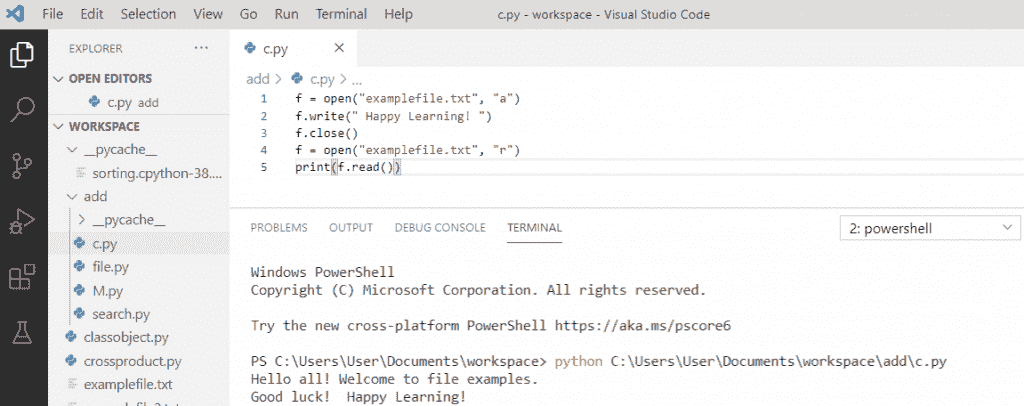 File Edit Selection View Go Run Terminal Help c.py - workspace - Visual Studio Code
EXPLORER ...
OPEN EDITORS
c.py add
WORKSPACE
__pycache__
sorting.cpython-38....
add
__pycache__
c.py
file.py
M.py
search.py
classobject.py
crossproduct.py
examplefile.txt
c.py
add > c.py > ...
1 f = open("examplefile.txt", "a")
2 f.write(" Happy Learning! ")
3 f.close()
4 f = open("examplefile.txt", "r")
5 print(f.read())
PROBLEMS OUTPUT DEBUG CONSOLE TERMINAL 2: powershell
Windows PowerShell
Copyright (C) Microsoft Corporation. All rights reserved.
Try the new cross-platform PowerShell https://aka.ms/pscore6
PS C:\Users\User\Documents\workspace> python C:\Users\User\Documents\workspace\add\c.py
Hello all! Welcome to file examples.
Good luck!  Happy Learning!